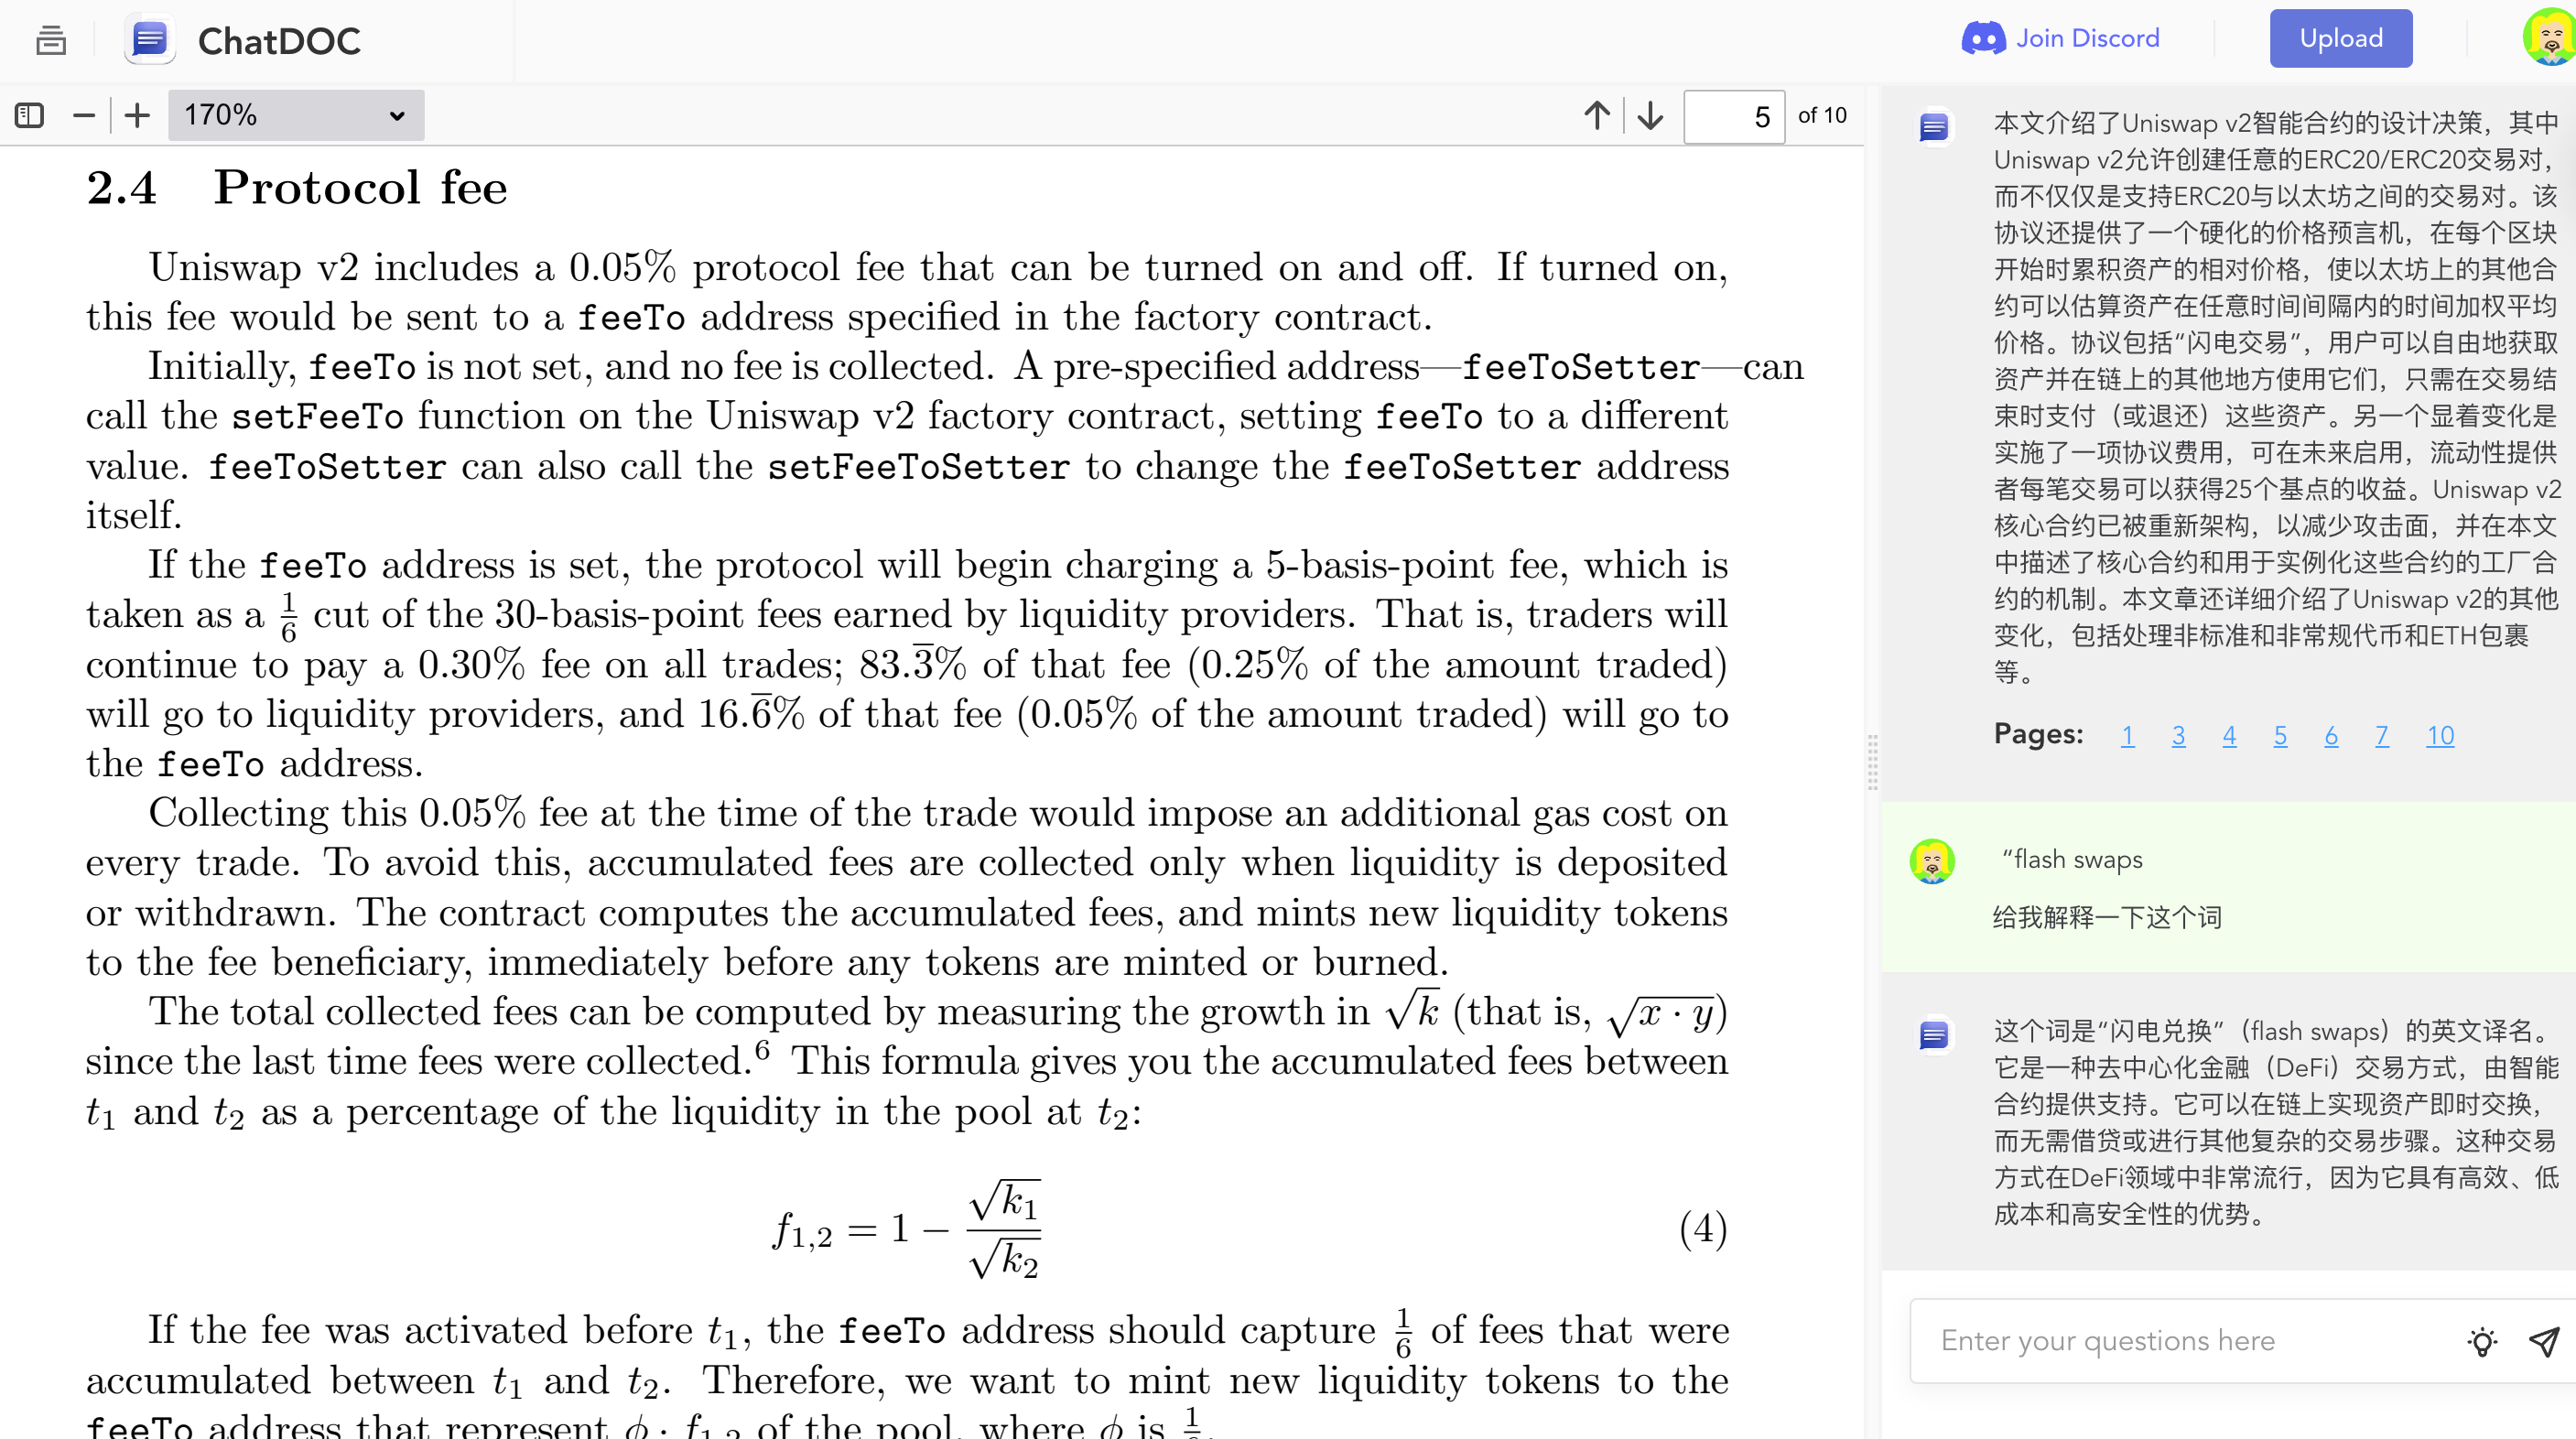 ChatDOC
Join Discord
Upload
170%
5 of 10
2.4 Protocol fee
Uniswap v2 includes a 0.05% protocol fee that can be turned on and off. If turned on,
this fee would be sent to a feeTo address specified in the factory contract.
Initially, feeTo is not set, and no fee is collected. A pre-specified address—feeToSetter—can
call the setFeeTo function on the Uniswap v2 factory contract, setting feeTo to a different
value. feeToSetter can also call the setFeeToSetter to change the feeToSetter address
itself.
If the feeTo address is set, the protocol will begin charging a 5-basis-point fee, which is
taken as a 1/6 cut of the 30-basis-point fees earned by liquidity providers. That is, traders will
continue to pay a 0.30% fee on all trades; 83.3̅% of that fee (0.25% of the amount traded)
will go to liquidity providers, and 16.6̅% of that fee (0.05% of the amount traded) will go to
the feeTo address.
Collecting this 0.05% fee at the time of the trade would impose an additional gas cost on
every trade. To avoid this, accumulated fees are collected only when liquidity is deposited
or withdrawn. The contract computes the accumulated fees, and mints new liquidity tokens
to the fee beneficiary, immediately before any tokens are minted or burned.
The total collected fees can be computed by measuring the growth in √k (that is, √x · y)
since the last time fees were collected.⁶ This formula gives you the accumulated fees between
t₁ and t₂ as a percentage of the liquidity in the pool at t₂:
f₁,₂ = 1 − √k₁/√k₂ (4)
If the fee was activated before t₁, the feeTo address should capture 1/6 of fees that were
accumulated between t₁ and t₂. Therefore, we want to mint new liquidity tokens to the
feeTo address that represent ϕ · f₁,₂ of the pool, where ϕ is 1/6.
本文介绍了Uniswap v2智能合约的设计决策，其中
Uniswap v2允许创建任意的ERC20/ERC20交易对，
而不仅仅是支持ERC20与以太坊之间的交易对。该
协议还提供了一个硬化的价格预言机，在每个区块
开始时累积资产的相对价格，使以太坊上的其他合
约可以估算资产在任意时间间隔内的时间加权平均
价格。协议包括“闪电交易”，用户可以自由地获取
资产并在链上的其他地方使用它们，只需在交易结
束时支付（或退还）这些资产。另一个显着变化是
实施了一项协议费用，可在未来启用，流动性提供
者每笔交易可以获得25个基点的收益。Uniswap v2
核心合约已被重新架构，以减少攻击面，并在本文
中描述了核心合约和用于实例化这些合约的工厂合
约的机制。本文章还详细介绍了Uniswap v2的其他
变化，包括处理非标准和非常规代币和ETH包裹
等。
Pages: 1 3 4 5 6 7 10
“flash swaps
给我解释一下这个词
这个词是“闪电兑换”（flash swaps）的英文译名。
它是一种去中心化金融（DeFi）交易方式，由智能
合约提供支持。它可以在链上实现资产即时交换，
而无需借贷或进行其他复杂的交易步骤。这种交易
方式在DeFi领域中非常流行，因为它具有高效、低
成本和高安全性的优势。
Enter your questions here